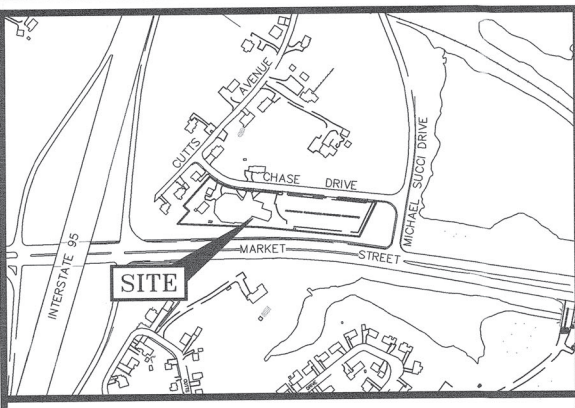 CUTTS
AVENUE
CHASE DRIVE
MICHAEL SUCCI DRIVE
INTERSTATE 95
MARKET STREET
SITE